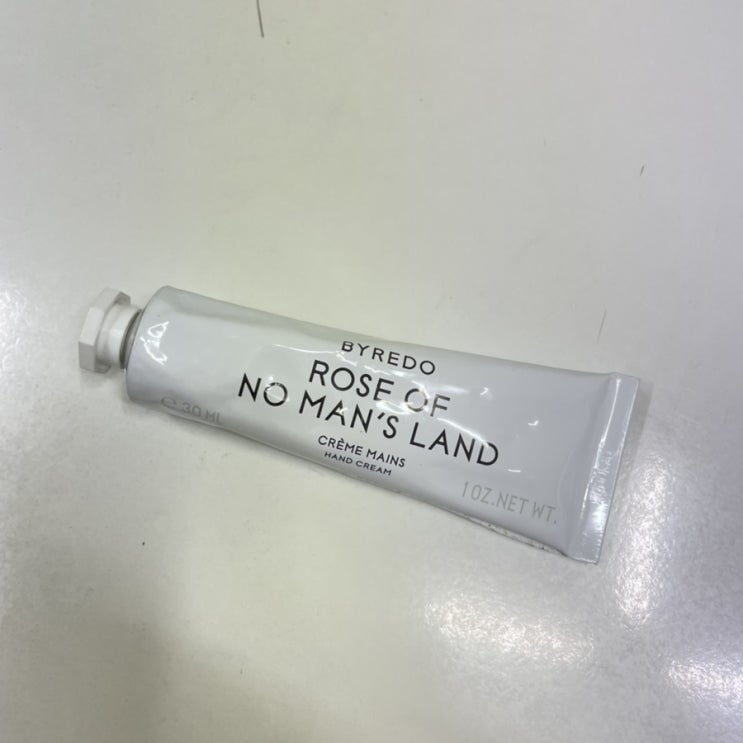 BYREDO
ROSE OF
NO MAN'S LAND
CRÈME MAINS
HAND CREAM
℮ 30 ML
1 OZ.NET WT.